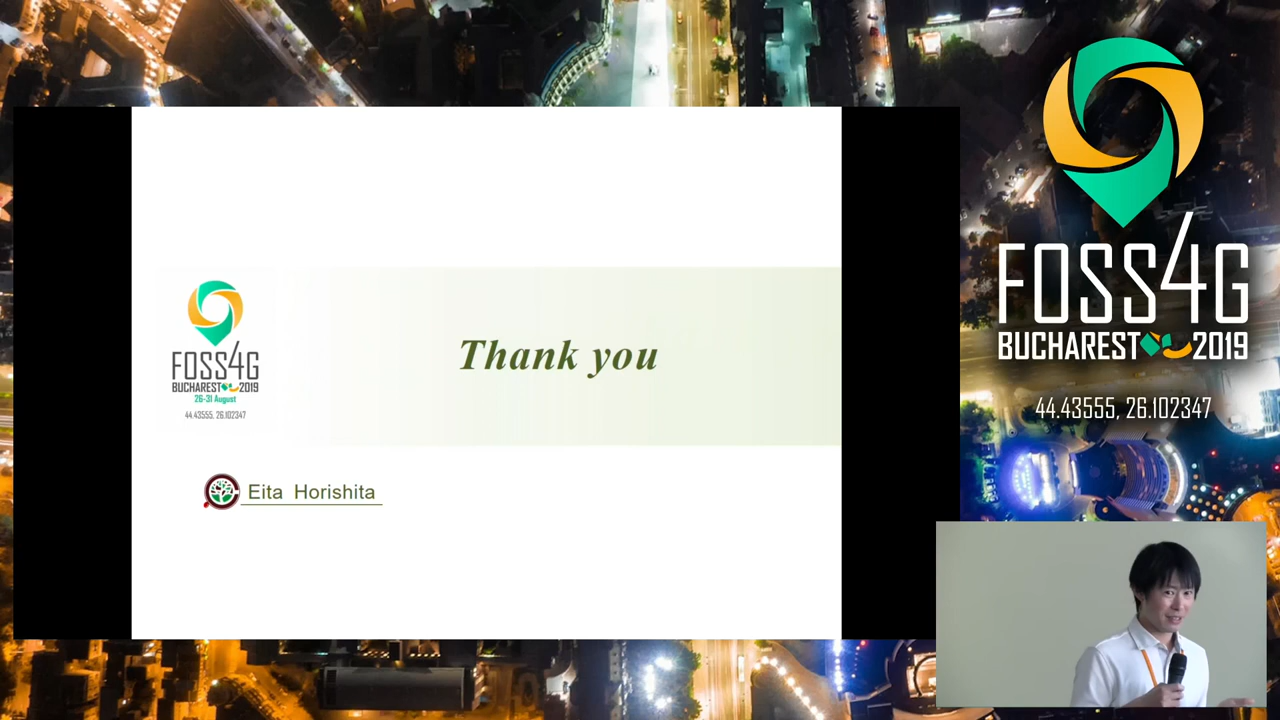 FOSS4G
BUCHAREST 2019
26-31 August
44.43555, 26.102347
Thank you
Eita Horishita
FOSS4G
BUCHAREST 2019
44.43555, 26.102347